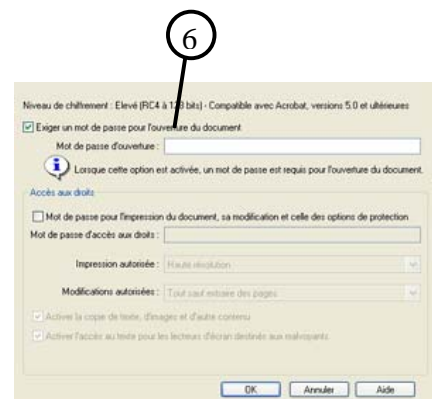 6
Niveau de chiffrement : Elevé (RC4 à 128 bits) - Compatible avec Acrobat, versions 5.0 et ultérieures
Exiger un mot de passe pour l'ouverture du document
Mot de passe d'ouverture :
Lorsque cette option est activée, un mot de passe est requis pour l'ouverture du document.
Accès aux droits
Mot de passe pour l'impression du document, sa modification et celle des options de protection
Mot de passe d'accès aux droits :
Impression autorisée : Haute résolution
Modifications autorisées : Tout sauf extraire des pages
Activer la copie de texte, d'images et d'autre contenu
Activer l'accès au texte pour les lecteurs d'écran destinés aux malvoyants
OK Annuler Aide